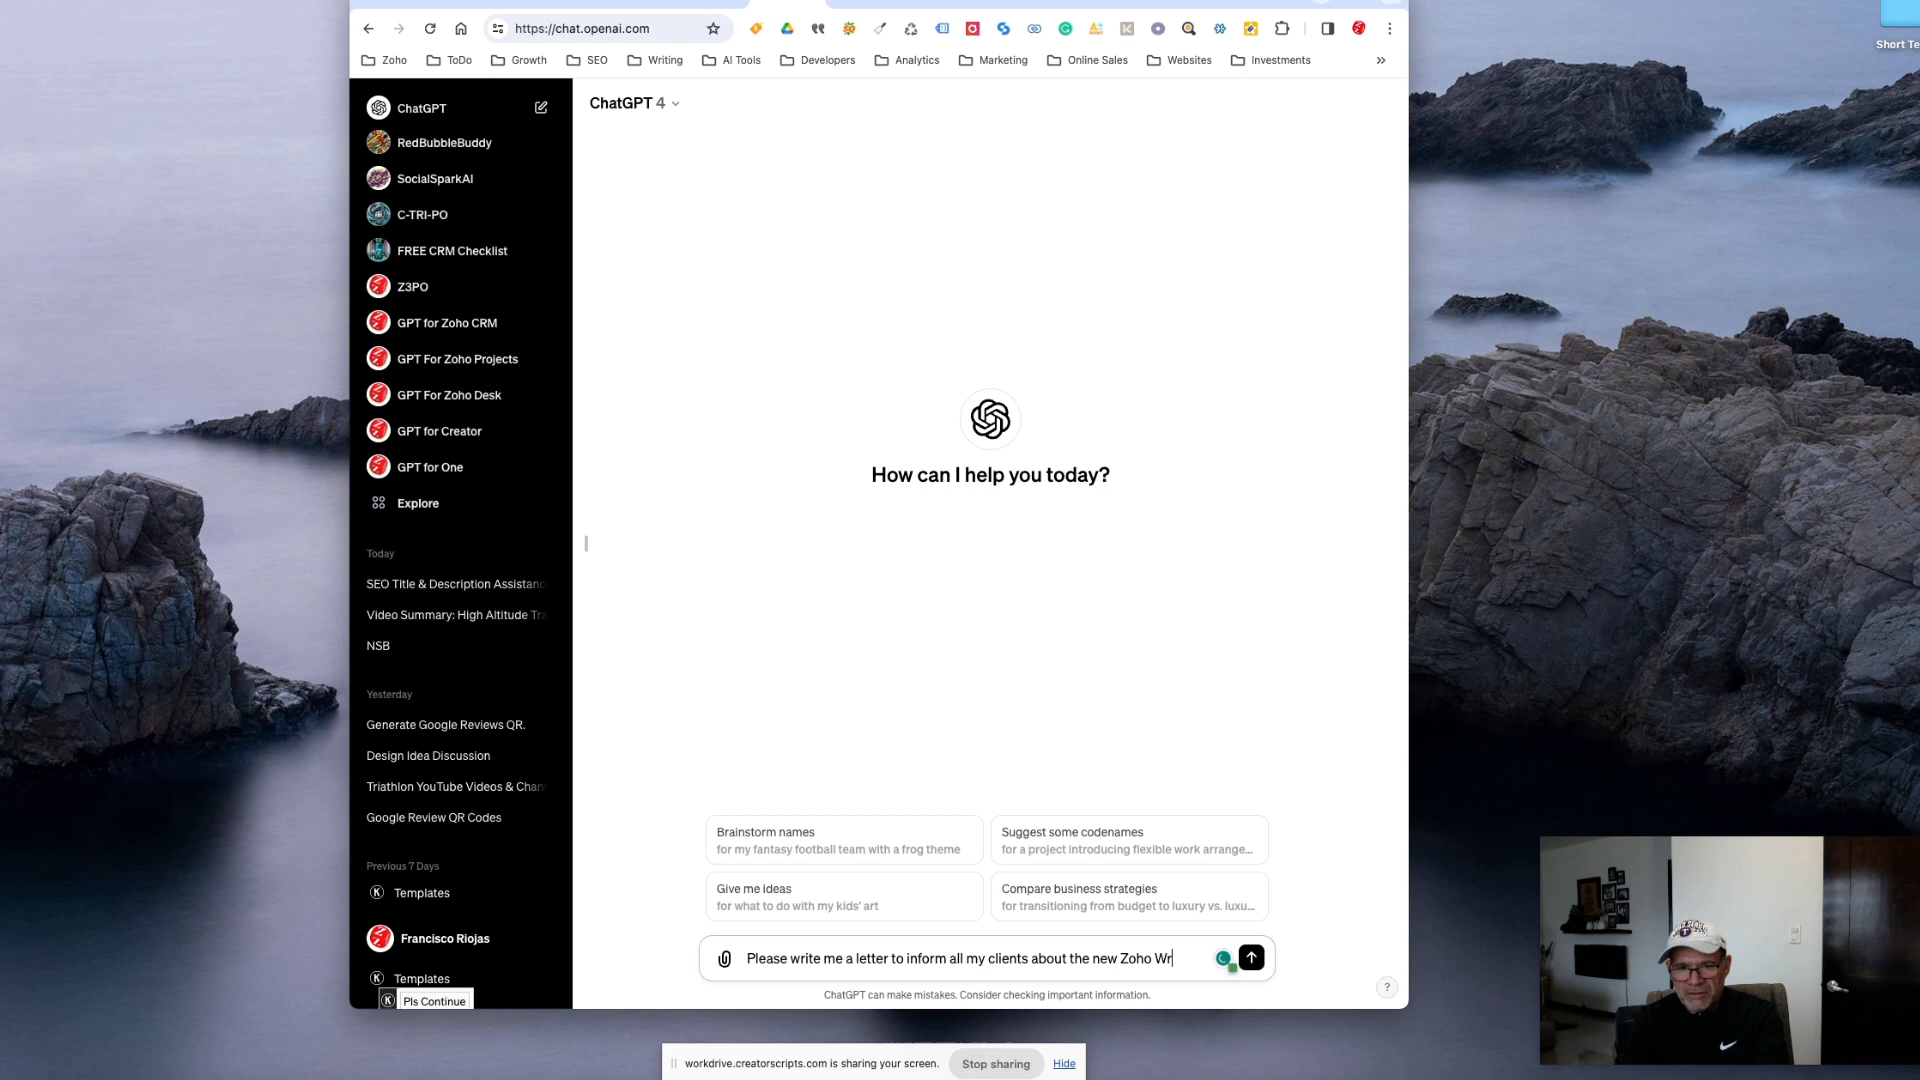 https://chat.openai.com
Zoho
ToDo
Growth
SEO
Writing
AI Tools
Developers
Analytics
Marketing
Online Sales
Websites
Investments
»
Short Te
ChatGPT
RedBubbleBuddy
SocialSparkAI
C-TRI-PO
FREE CRM Checklist
Z3PO
GPT for Zoho CRM
GPT For Zoho Projects
GPT For Zoho Desk
GPT for Creator
GPT for One
Explore
Today
SEO Title & Description Assistanc
Video Summary: High Altitude Tra
NSB
Yesterday
Generate Google Reviews QR.
Design Idea Discussion
Triathlon YouTube Videos & Chan
Google Review QR Codes
Previous 7 Days
K Templates
Francisco Riojas
K Templates
K Pls Continue
ChatGPT 4
How can I help you today?
Brainstorm names
for my fantasy football team with a frog theme
Suggest some codenames
for a project introducing flexible work arrange...
Give me ideas
for what to do with my kids' art
Compare business strategies
for transitioning from budget to luxury vs. luxu...
Please write me a letter to inform all my clients about the new Zoho Wr
ChatGPT can make mistakes. Consider checking important information.
?
workdrive.creatorscripts.com is sharing your screen.
Stop sharing
Hide